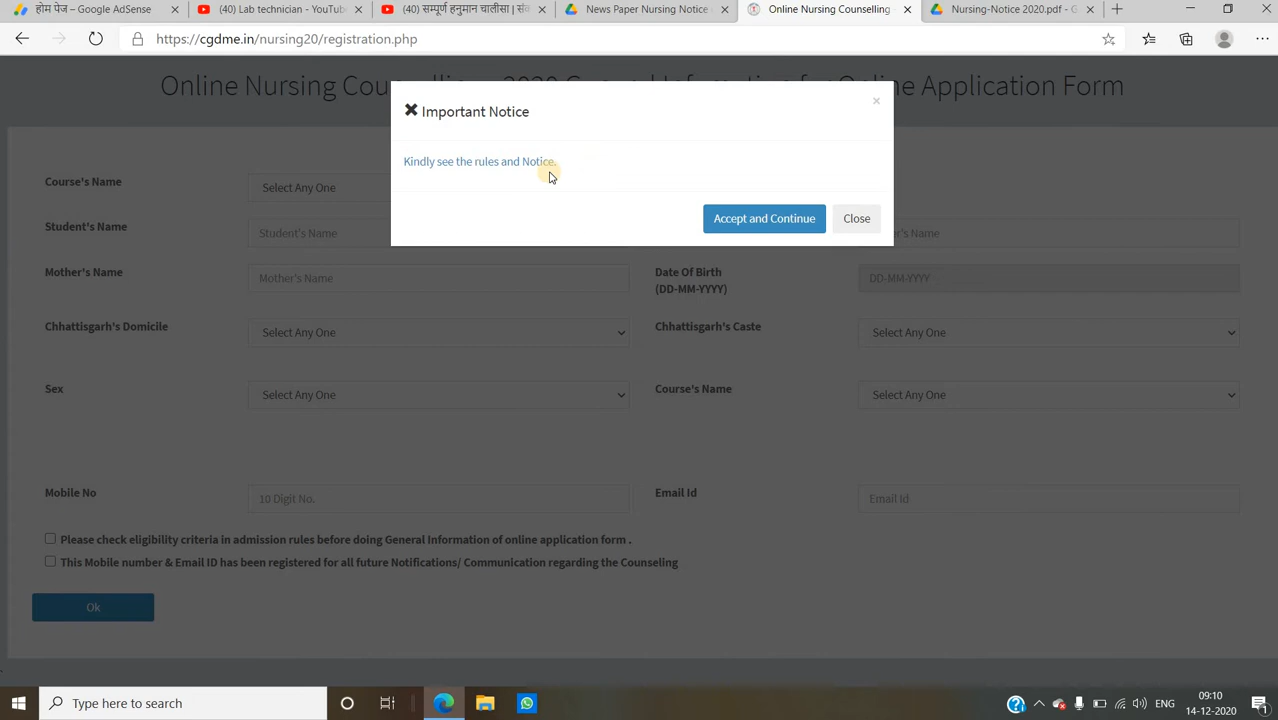 होम पेज – Google AdSense
(40) Lab technician - YouTub
(40) सम्पूर्ण हनुमान चालीसा | सं
News Paper Nursing Notice
Online Nursing Counselling
Nursing-Notice 2020.pdf - G
https://cgdme.in/nursing20/registration.php
Online Nursing Application Form
Important Notice
×
Kindly see the rules and Notice.
Accept and Continue
Close
Course's Name
Select Any One
Student's Name
Student's Name
Mother's Name
Mother's Name
Date Of Birth
(DD-MM-YYYY)
DD-MM-YYYY
Chhattisgarh's Domicile
Select Any One
Chhattisgarh's Caste
Select Any One
Sex
Select Any One
Course's Name
Select Any One
Mobile No
10 Digit No.
Email Id
Email Id
Please check eligibility criteria in admission rules before doing General Information of online application form .
This Mobile number & Email ID has been registered for all future Notifications/ Communication regarding the Counseling
Ok
Type here to search
ENG
09:10
14-12-2020
1